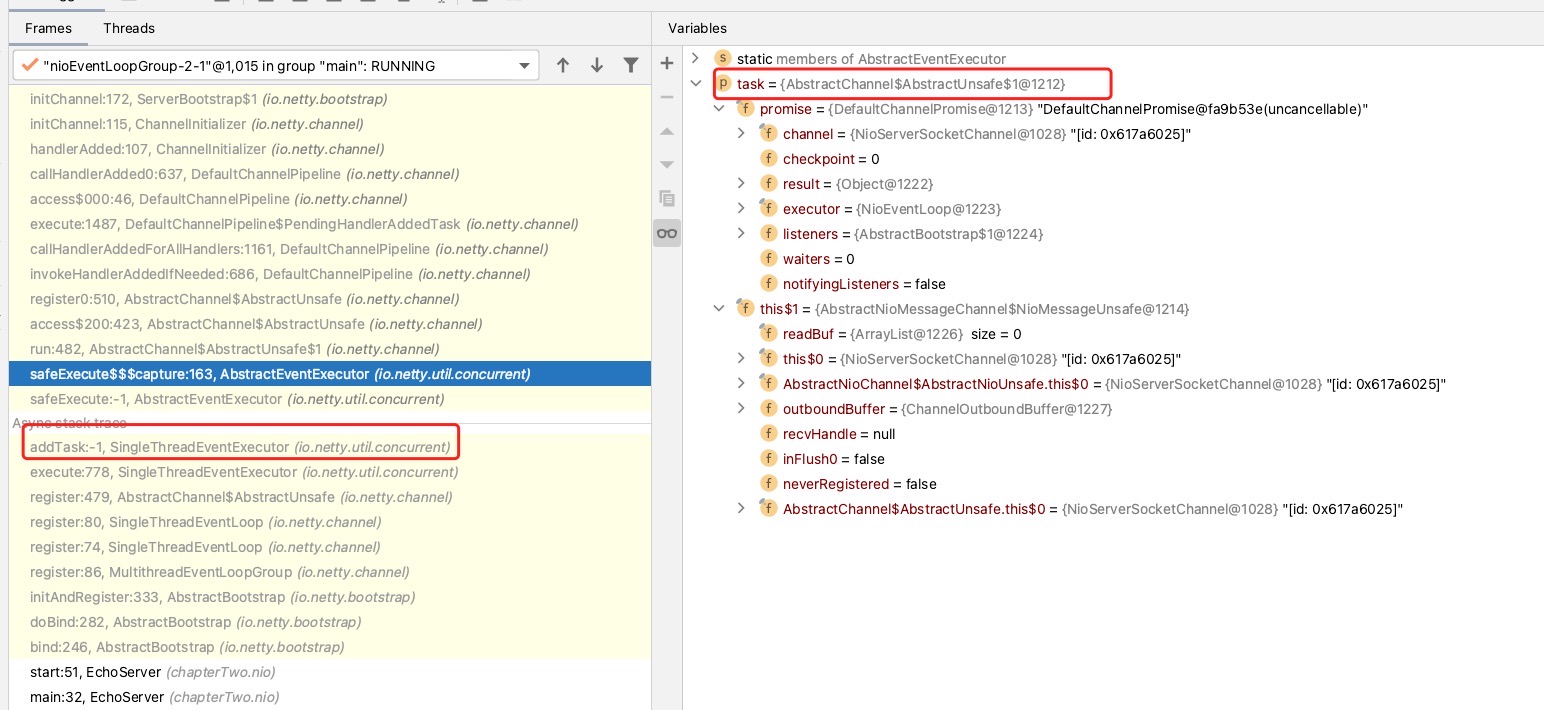 Frames
Threads
"nioEventLoopGroup-2-1"@1,015 in group "main": RUNNING
initChannel:172, ServerBootstrap$1 (io.netty.bootstrap)
initChannel:115, ChannelInitializer (io.netty.channel)
handlerAdded:107, ChannelInitializer (io.netty.channel)
callHandlerAdded0:637, DefaultChannelPipeline (io.netty.channel)
access$000:46, DefaultChannelPipeline (io.netty.channel)
execute:1487, DefaultChannelPipeline$PendingHandlerAddedTask (io.netty.channel)
callHandlerAddedForAllHandlers:1161, DefaultChannelPipeline (io.netty.channel)
invokeHandlerAddedIfNeeded:686, DefaultChannelPipeline (io.netty.channel)
register0:510, AbstractChannel$AbstractUnsafe (io.netty.channel)
access$200:423, AbstractChannel$AbstractUnsafe (io.netty.channel)
run:482, AbstractChannel$AbstractUnsafe$1 (io.netty.channel)
safeExecute$$$capture:163, AbstractEventExecutor (io.netty.util.concurrent)
safeExecute:-1, AbstractEventExecutor (io.netty.util.concurrent)
Async stack trace
addTask:-1, SingleThreadEventExecutor (io.netty.util.concurrent)
execute:778, SingleThreadEventExecutor (io.netty.util.concurrent)
register:479, AbstractChannel$AbstractUnsafe (io.netty.channel)
register:80, SingleThreadEventLoop (io.netty.channel)
register:74, SingleThreadEventLoop (io.netty.channel)
register:86, MultithreadEventLoopGroup (io.netty.channel)
initAndRegister:333, AbstractBootstrap (io.netty.bootstrap)
doBind:282, AbstractBootstrap (io.netty.bootstrap)
bind:246, AbstractBootstrap (io.netty.bootstrap)
start:51, EchoServer (chapterTwo.nio)
main:32, EchoServer (chapterTwo.nio)
Variables
s static members of AbstractEventExecutor
p task = {AbstractChannel$AbstractUnsafe$1@1212}
f promise = {DefaultChannelPromise@1213} "DefaultChannelPromise@fa9b53e(uncancellable)"
f channel = {NioServerSocketChannel@1028} "[id: 0x617a6025]"
f checkpoint = 0
f result = {Object@1222}
f executor = {NioEventLoop@1223}
f listeners = {AbstractBootstrap$1@1224}
f waiters = 0
f notifyingListeners = false
f this$1 = {AbstractNioMessageChannel$NioMessageUnsafe@1214}
f readBuf = {ArrayList@1226} size = 0
f this$0 = {NioServerSocketChannel@1028} "[id: 0x617a6025]"
f AbstractNioChannel$AbstractNioUnsafe.this$0 = {NioServerSocketChannel@1028} "[id: 0x617a6025]"
f outboundBuffer = {ChannelOutboundBuffer@1227}
f recvHandle = null
f inFlush0 = false
f neverRegistered = false
f AbstractChannel$AbstractUnsafe.this$0 = {NioServerSocketChannel@1028} "[id: 0x617a6025]"